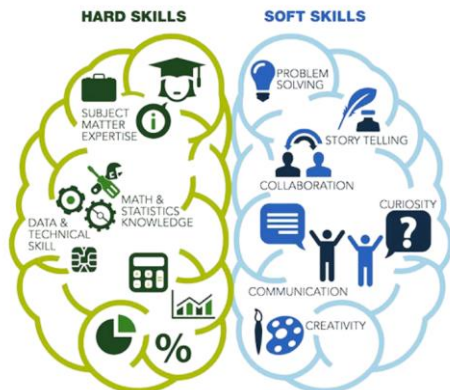 HARD SKILLS
SOFT SKILLS
SUBJECT
MATTER
EXPERTISE
i
MATH &
STATISTICS
KNOWLEDGE
DATA &
TECHNICAL
SKILL
%
PROBLEM
SOLVING
STORY TELLING
COLLABORATION
CURIOSITY
?
COMMUNICATION
CREATIVITY